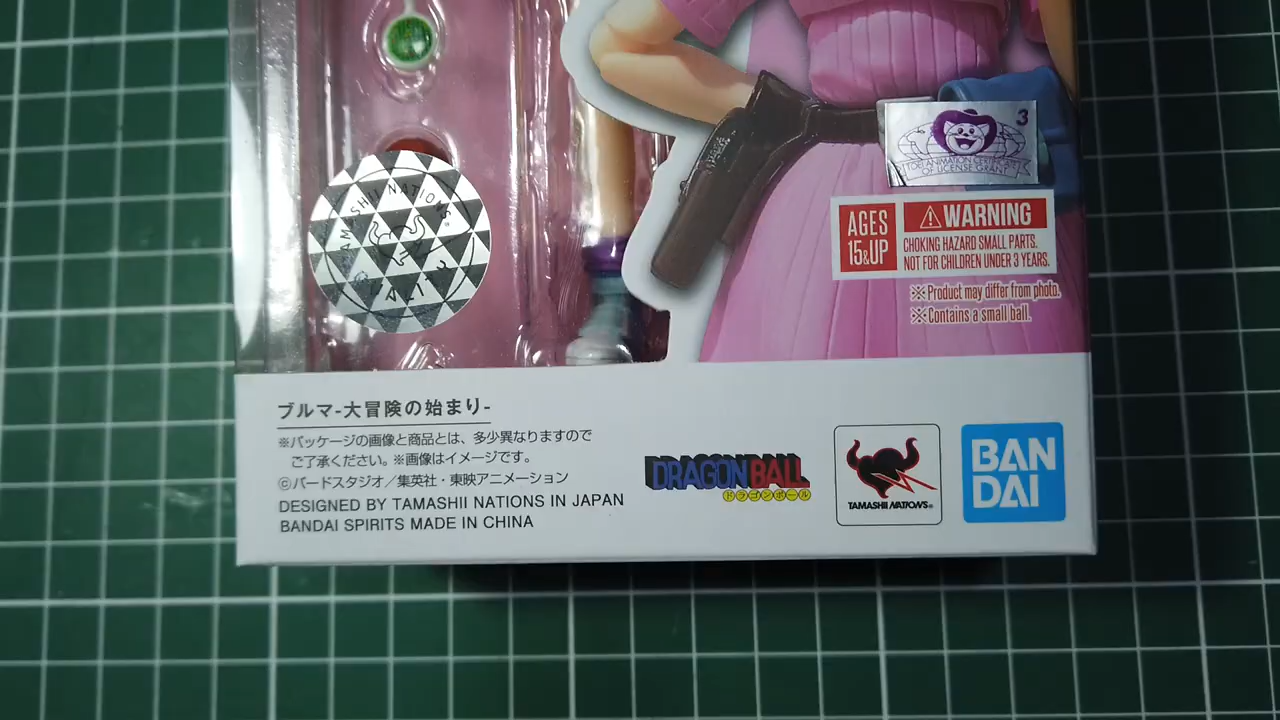 TAMASHII NATIONS
3
TOEI ANIMATION CERTIFICATE
OF LICENSE GRANT
AGES
15&UP
⚠WARNING
CHOKING HAZARD SMALL PARTS.
NOT FOR CHILDREN UNDER 3 YEARS.
※Product may differ from photo.
※Contains a small ball.
ブルマ-大冒険の始まり-
※パッケージの画像と商品とは、多少異なりますので
ご了承ください。※画像はイメージです。
©バードスタジオ/集英社・東映アニメーション
DESIGNED BY TAMASHII NATIONS IN JAPAN
BANDAI SPIRITS MADE IN CHINA
DRAGON BALL
ドラゴンボール
TAMASHII NATIONS
BAN
DAI